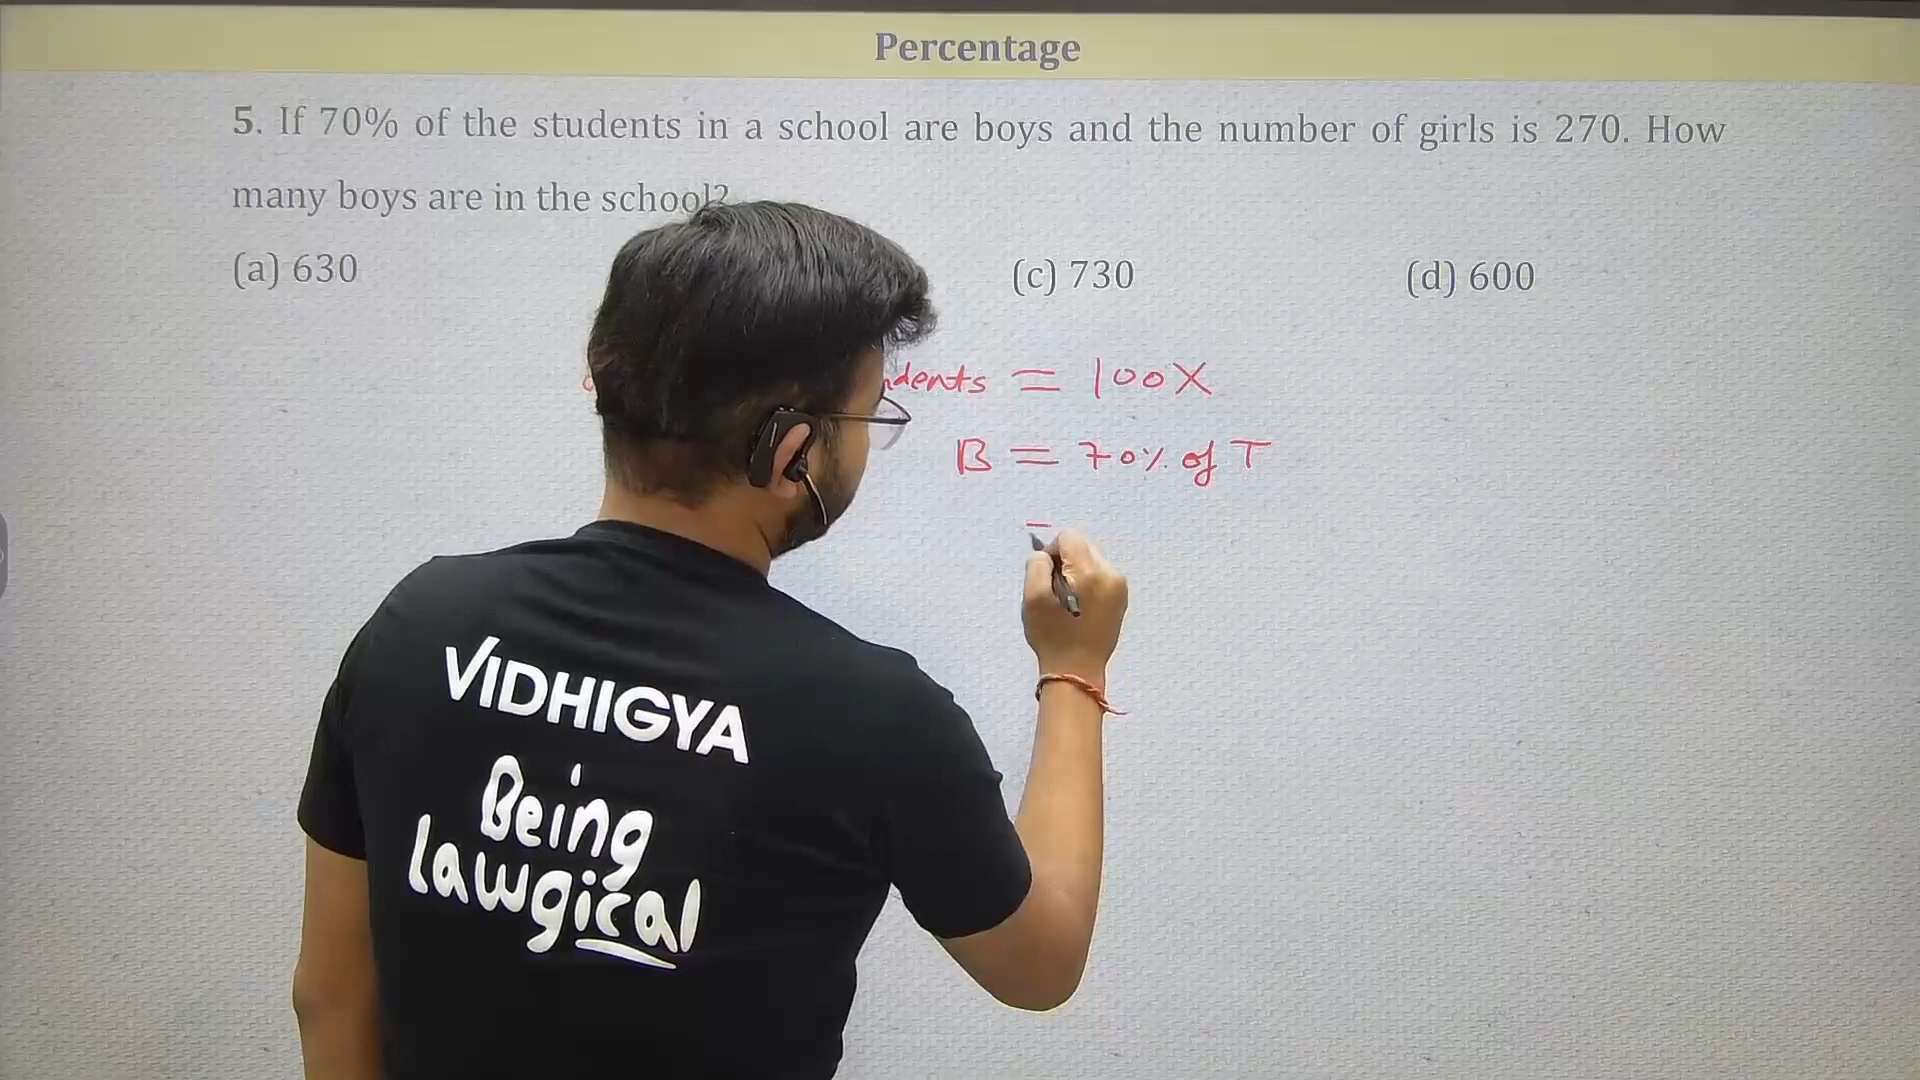 Percentage
5. If 70% of the students in a school are boys and the number of girls is 270. How
many boys are in the school?
(a) 630 (c) 730 (d) 600
= 100X
B = 70% of T
VIDHIGYA
Being
Lawgical